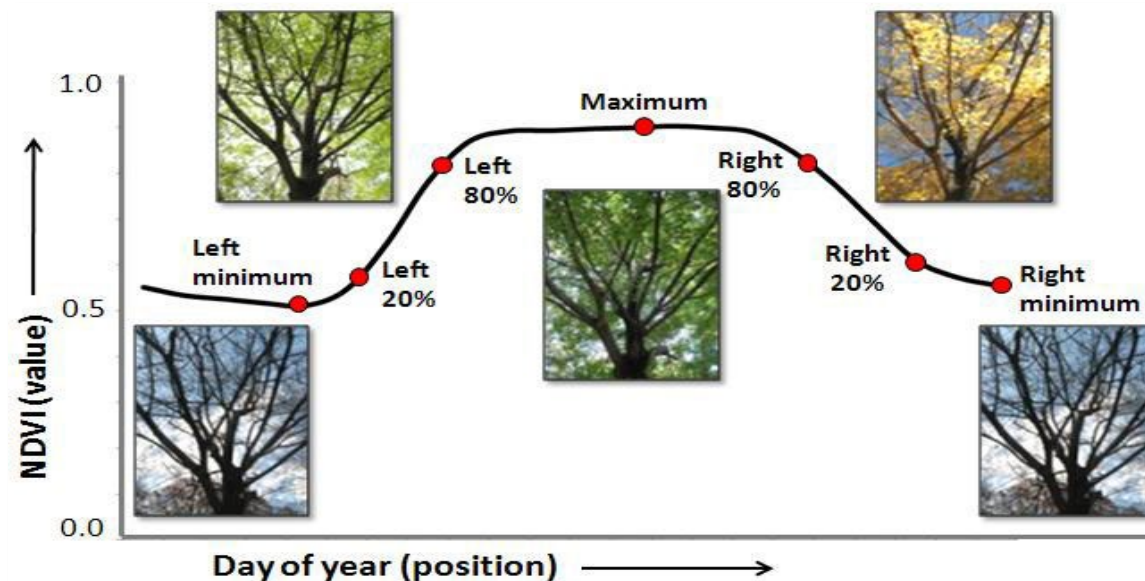 1.0
Maximum
Left
80%
Right
80%
Left
minimum
Left
20%
Right
20%
Right
minimum
0.5
0.0
NDVI (value)
Day of year (position)